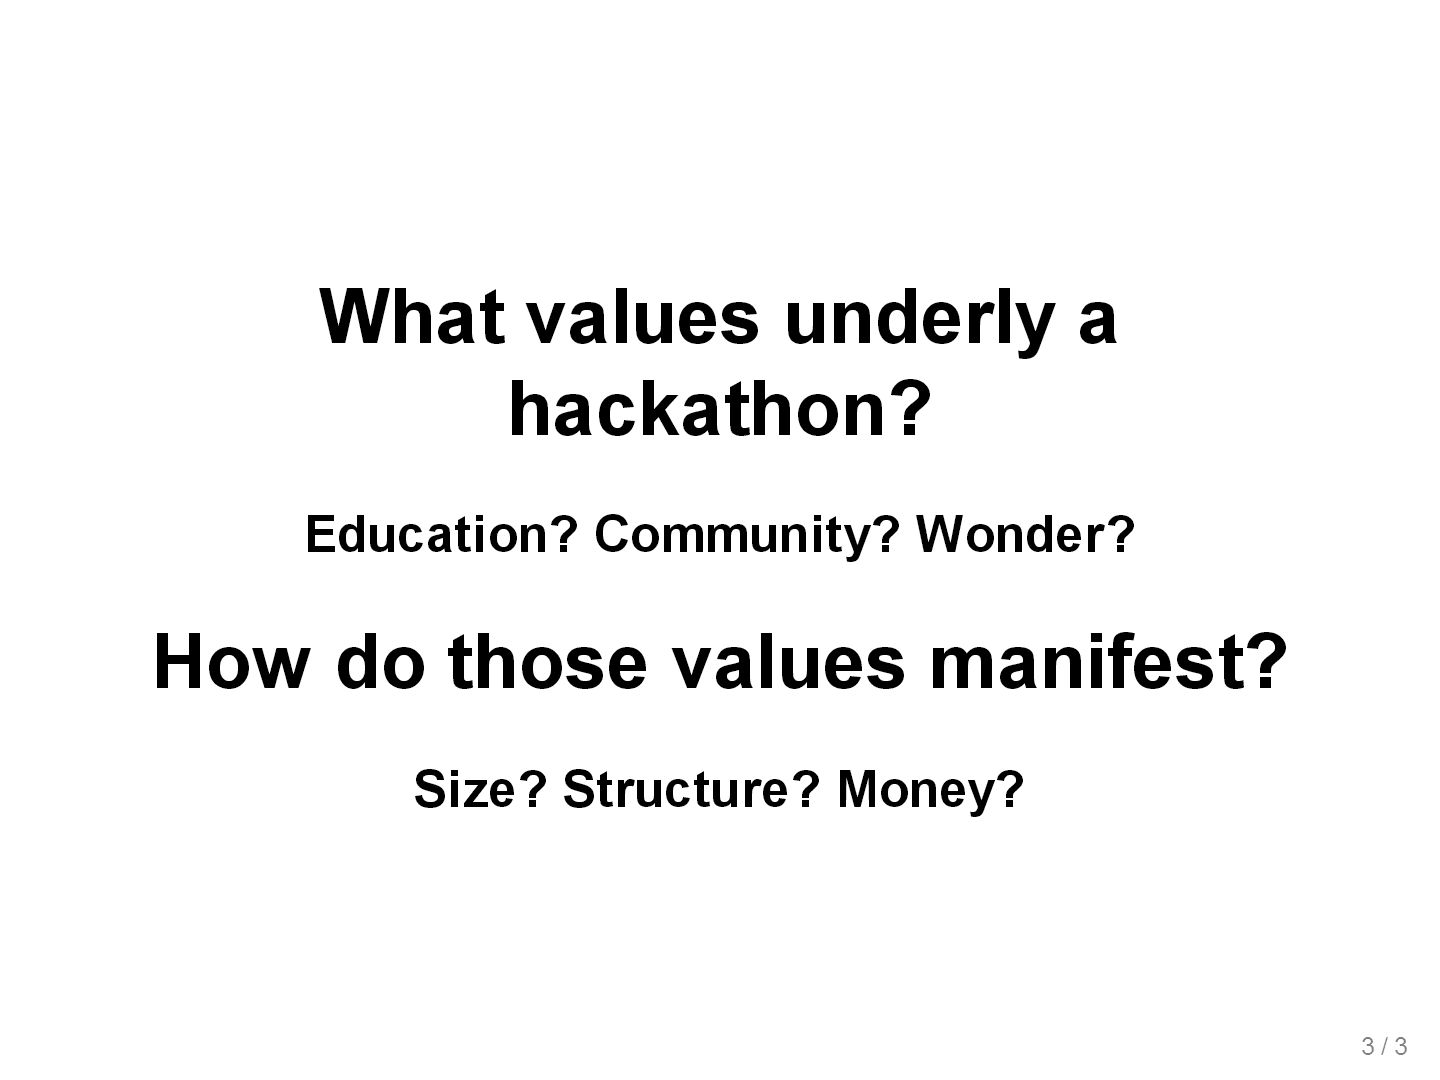 What values underly a
hackathon?
Education? Community? Wonder?
How do those values manifest?
Size? Structure? Money?
3 / 3